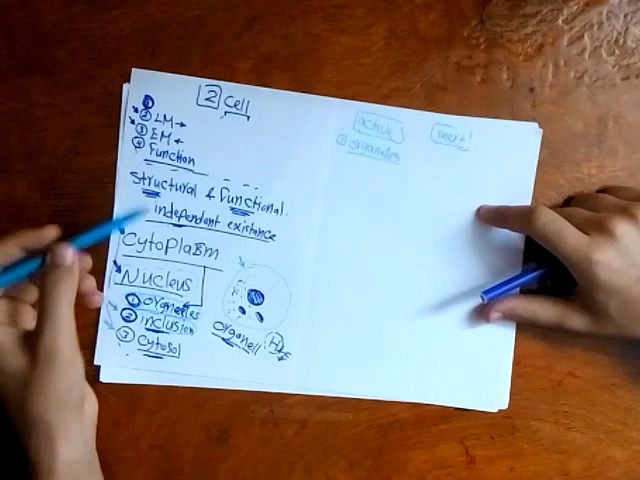 2 Cell
1
2 LM →
3 EM ←
4 Function
Structural & Functional.
independent existance
Cytoplasm
Nucleus
1 organelles
2 inclusion
3 Cytosol
organell
active
inert
1 organelles